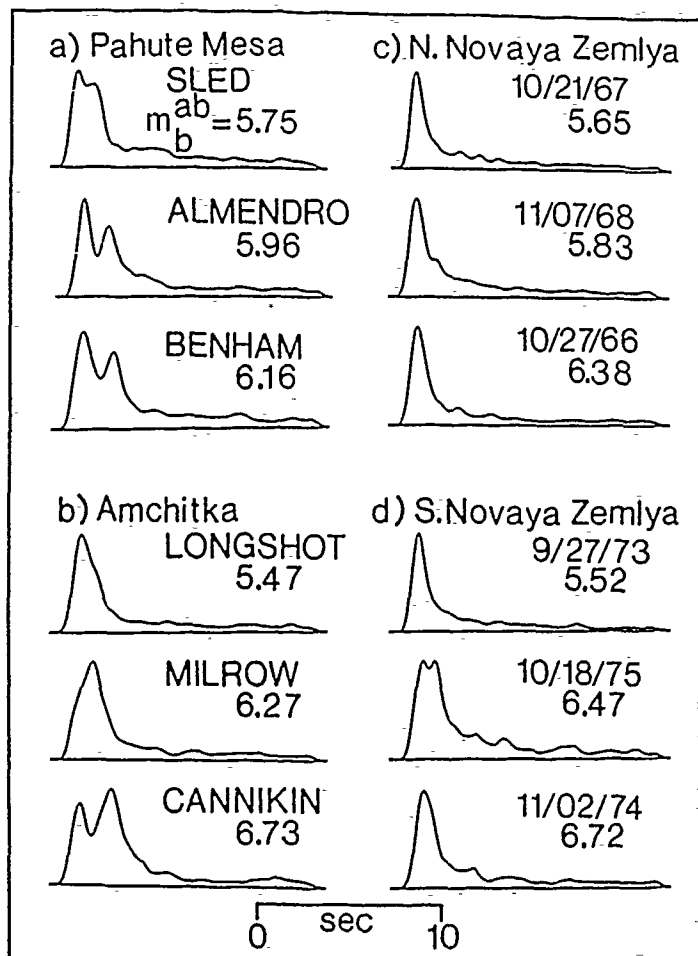 a) Pahute Mesa
SLED
m_b^ab = 5.75
ALMENDRO
5.96
BENHAM
6.16
b) Amchitka
LONGSHOT
5.47
MILROW
6.27
CANNIKIN
6.73
c) N. Novaya Zemlya
10/21/67
5.65
11/07/68
5.83
10/27/66
6.38
d) S. Novaya Zemlya
9/27/73
5.52
10/18/75
6.47
11/02/74
6.72
sec
0 10